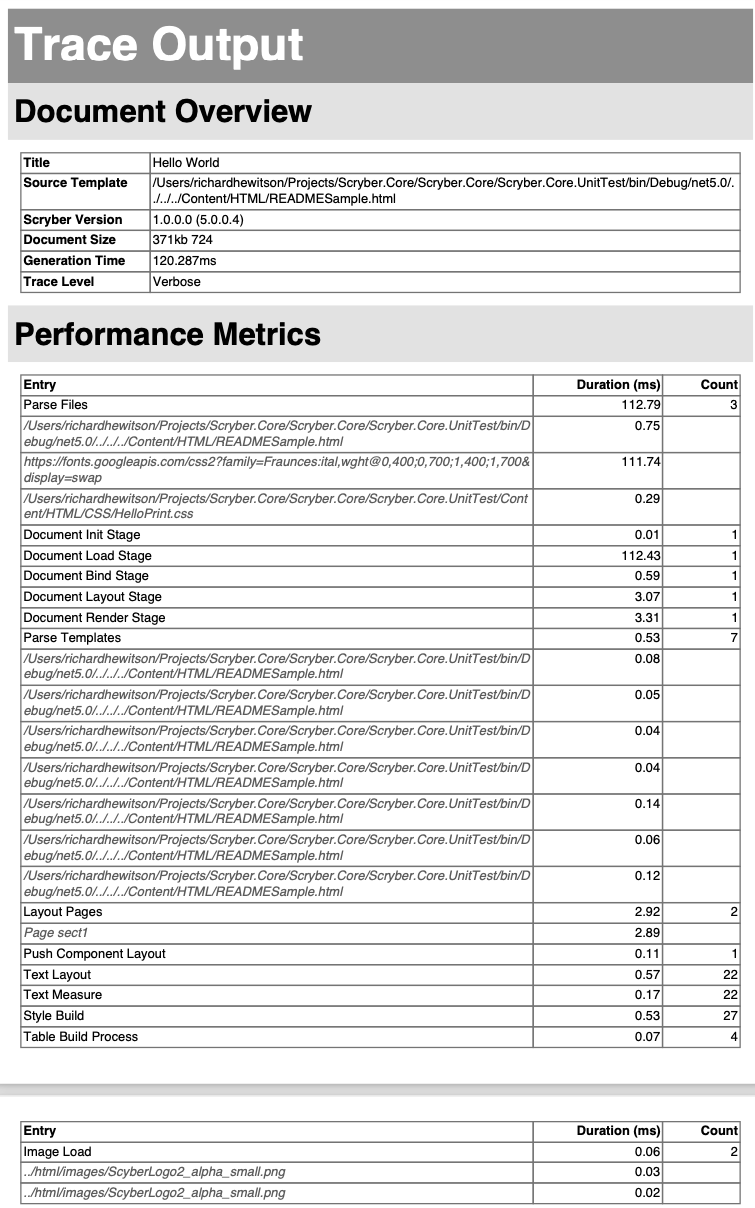 Trace Output
Document Overview
Title Hello World
Source Template /Users/richardhewitson/Projects/Scryber.Core/Scryber.Core/Scryber.Core.UnitTest/bin/Debug/net5.0/.
./../../Content/HTML/READMESample.html
Scryber Version 1.0.0.0 (5.0.0.4)
Document Size 371kb 724
Generation Time 120.287ms
Trace Level Verbose
Performance Metrics
Entry Duration (ms) Count
Parse Files 112.79 3
/Users/richardhewitson/Projects/Scryber.Core/Scryber.Core/Scryber.Core.UnitTest/bin/D 0.75
ebug/net5.0/../../../Content/HTML/READMESample.html
https://fonts.googleapis.com/css2?family=Fraunces:ital,wght@0,400;0,700;1,400;1,700& 111.74
display=swap
/Users/richardhewitson/Projects/Scryber.Core/Scryber.Core/Scryber.Core.UnitTest/Cont 0.29
ent/HTML/CSS/HelloPrint.css
Document Init Stage 0.01 1
Document Load Stage 112.43 1
Document Bind Stage 0.59 1
Document Layout Stage 3.07 1
Document Render Stage 3.31 1
Parse Templates 0.53 7
/Users/richardhewitson/Projects/Scryber.Core/Scryber.Core/Scryber.Core.UnitTest/bin/D 0.08
ebug/net5.0/../../../Content/HTML/READMESample.html
/Users/richardhewitson/Projects/Scryber.Core/Scryber.Core/Scryber.Core.UnitTest/bin/D 0.05
ebug/net5.0/../../../Content/HTML/READMESample.html
/Users/richardhewitson/Projects/Scryber.Core/Scryber.Core/Scryber.Core.UnitTest/bin/D 0.04
ebug/net5.0/../../../Content/HTML/READMESample.html
/Users/richardhewitson/Projects/Scryber.Core/Scryber.Core/Scryber.Core.UnitTest/bin/D 0.04
ebug/net5.0/../../../Content/HTML/READMESample.html
/Users/richardhewitson/Projects/Scryber.Core/Scryber.Core/Scryber.Core.UnitTest/bin/D 0.14
ebug/net5.0/../../../Content/HTML/READMESample.html
/Users/richardhewitson/Projects/Scryber.Core/Scryber.Core/Scryber.Core.UnitTest/bin/D 0.06
ebug/net5.0/../../../Content/HTML/READMESample.html
/Users/richardhewitson/Projects/Scryber.Core/Scryber.Core/Scryber.Core.UnitTest/bin/D 0.12
ebug/net5.0/../../../Content/HTML/READMESample.html
Layout Pages 2.92 2
Page sect1 2.89
Push Component Layout 0.11 1
Text Layout 0.57 22
Text Measure 0.17 22
Style Build 0.53 27
Table Build Process 0.07 4
Entry Duration (ms) Count
Image Load 0.06 2
../html/images/ScyberLogo2_alpha_small.png 0.03
../html/images/ScyberLogo2_alpha_small.png 0.02